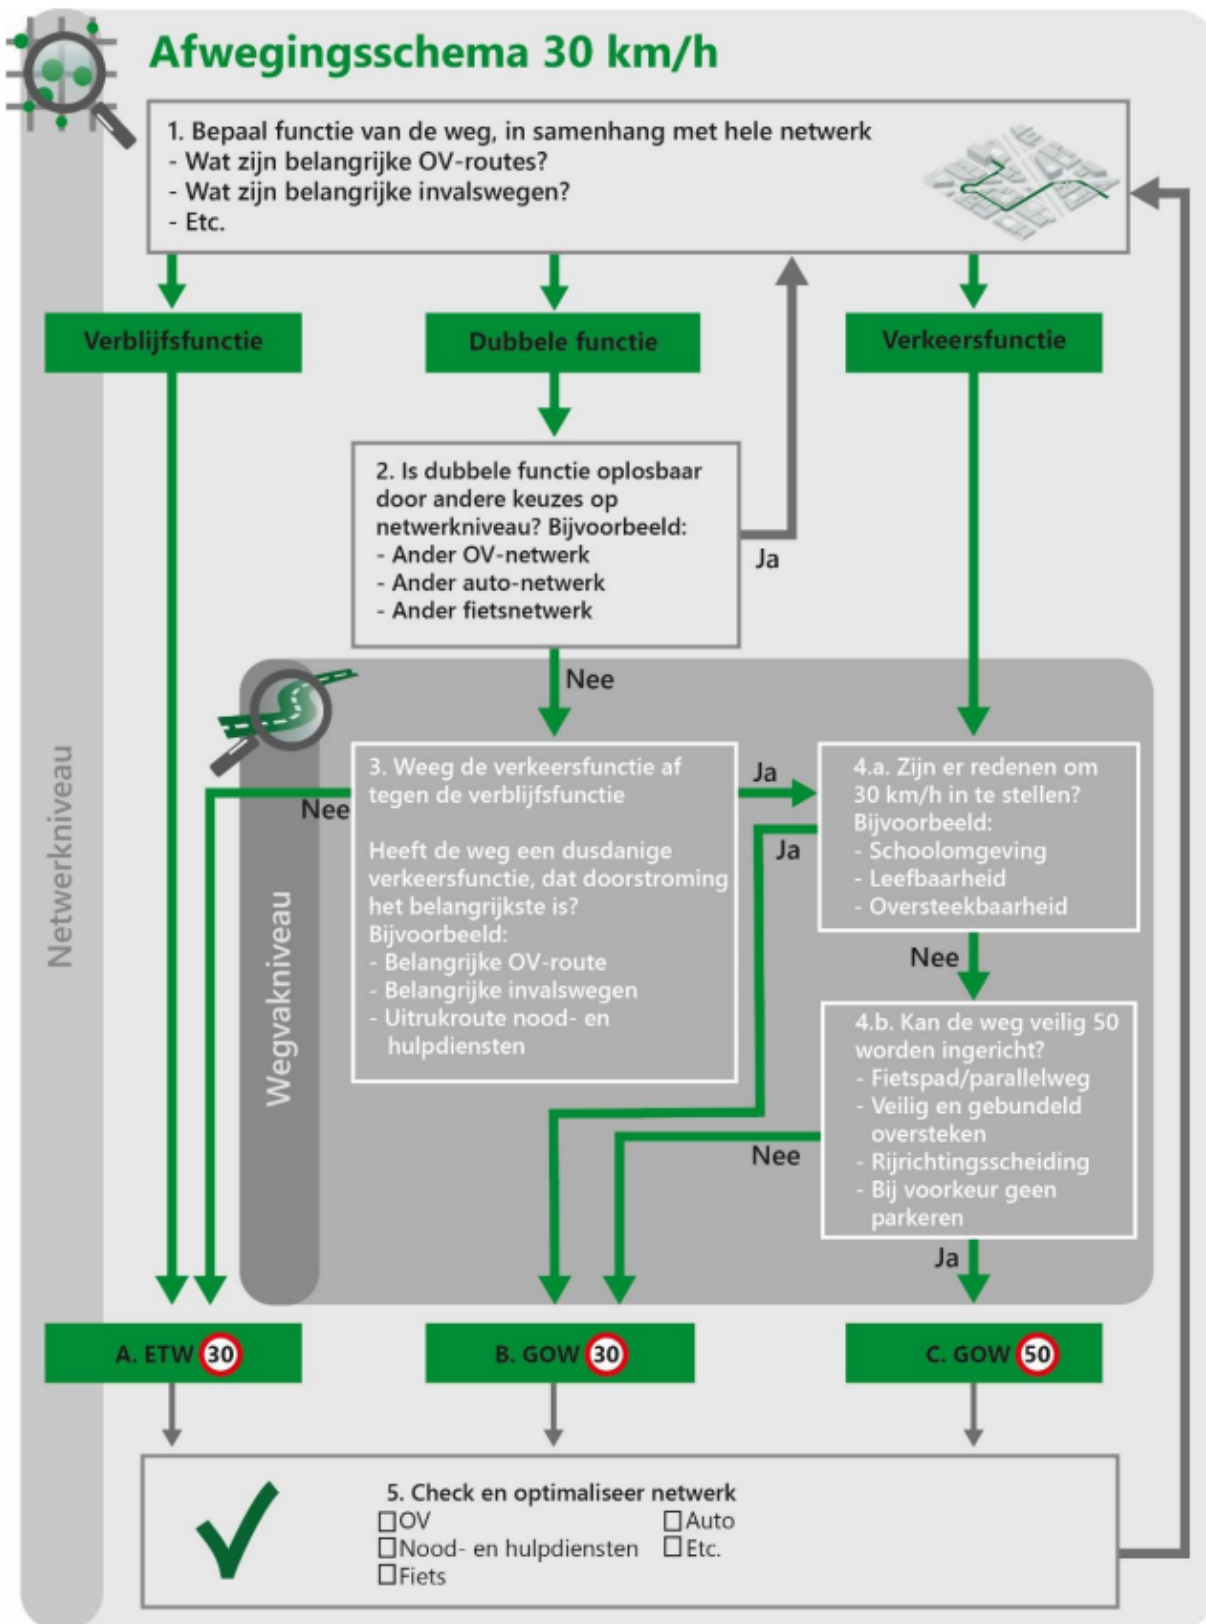 Afwegingsschema 30 km/h
1. Bepaal functie van de weg, in samenhang met hele netwerk
- Wat zijn belangrijke OV-routes?
- Wat zijn belangrijke invalswegen?
- Etc.
Verblijfsfunctie
Dubbele functie
Verkeersfunctie
2. Is dubbele functie oplosbaar
door andere keuzes op
netwerkniveau? Bijvoorbeeld:
- Ander OV-netwerk
- Ander auto-netwerk
- Ander fietsnetwerk
Ja
Nee
Netwerkniveau
Wegvakniveau
3. Weeg de verkeersfunctie af
tegen de verblijfsfunctie
Heeft de weg een dusdanige
verkeersfunctie, dat doorstroming
het belangrijkste is?
Bijvoorbeeld:
- Belangrijke OV-route
- Belangrijke invalswegen
- Uitrukroute nood- en
hulpdiensten
Nee
Ja
4.a. Zijn er redenen om
30 km/h in te stellen?
Bijvoorbeeld:
- Schoolomgeving
- Leefbaarheid
- Oversteekbaarheid
Ja
Nee
4.b. Kan de weg veilig 50
worden ingericht?
- Fietspad/parallelweg
- Veilig en gebundeld
oversteken
- Rijrichtingsscheiding
- Bij voorkeur geen
parkeren
Nee
Ja
A. ETW 30
B. GOW 30
C. GOW 50
5. Check en optimaliseer netwerk
OV
Auto
Nood- en hulpdiensten
Etc.
Fiets